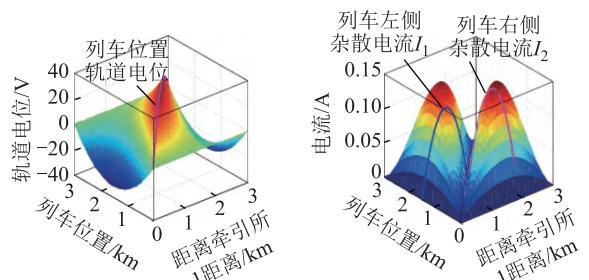 列车位置
轨道电位
40
20
0
−20
−40
轨道电位/V
3
2
1
0
1
2
3
列车位置/km
距离牵引所
1距离/km
列车左侧
杂散电流I₁
列车右侧
杂散电流I₂
0.15
0.10
0.05
0
电流/A
3
2
1
0
1
2
3
列车位置/km
距离牵引所
1距离/km